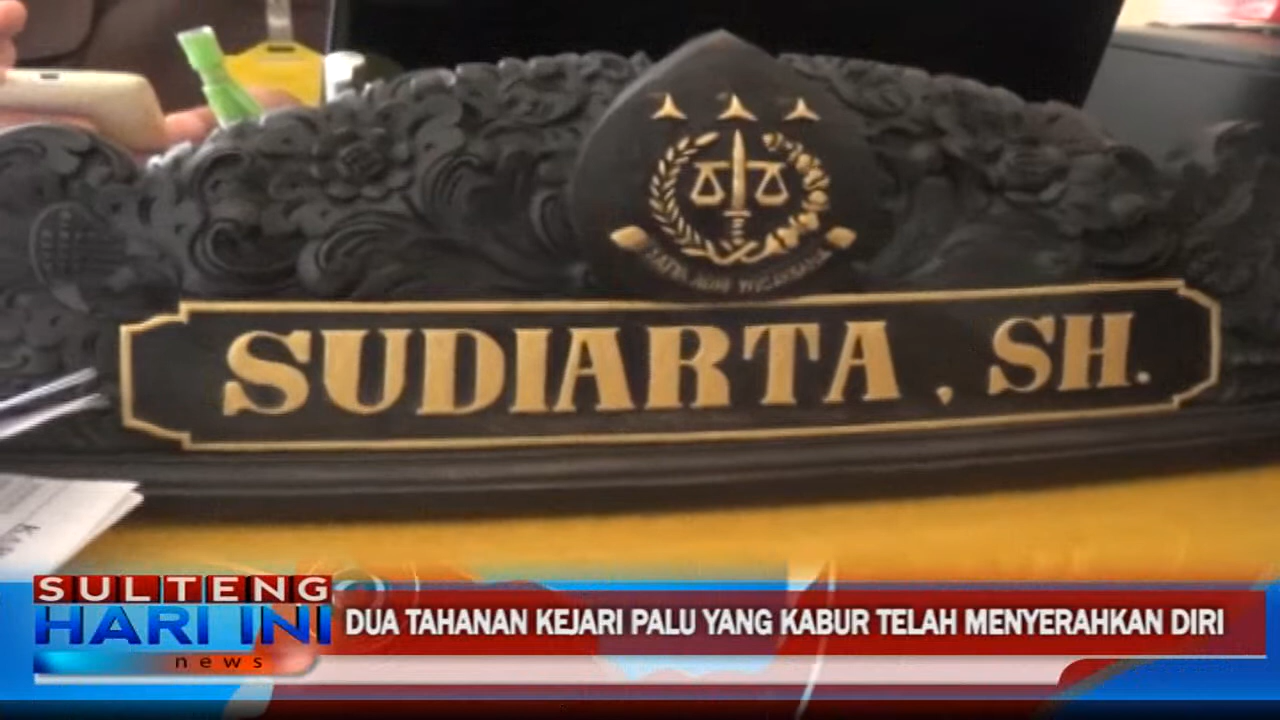 SUDIARTA, SH.
SULTENG
HARI INI
news
DUA TAHANAN KEJARI PALU YANG KABUR TELAH MENYERAHKAN DIRI